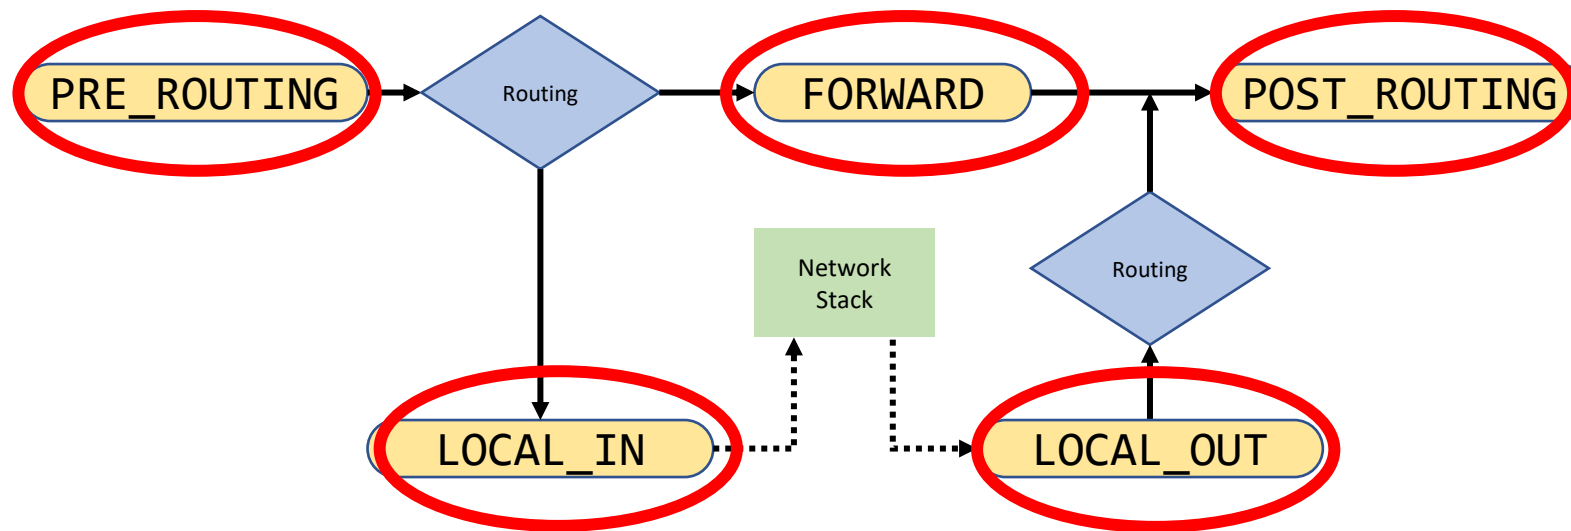 PRE_ROUTING
Routing
FORWARD
POST_ROUTING
Network
Stack
Routing
LOCAL_IN
LOCAL_OUT